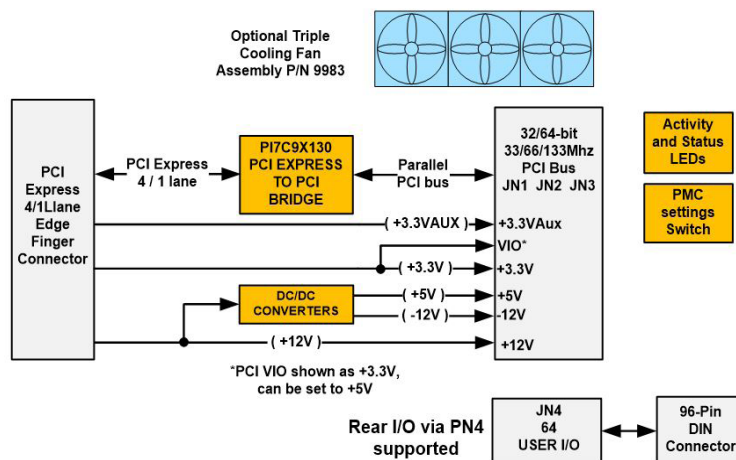 Optional Triple
Cooling Fan
Assembly P/N 9983
PCI
Express
4/1Llane
Edge
Finger
Connector
PCI Express
4 / 1 lane
PI7C9X130
PCI EXPRESS
TO PCI
BRIDGE
Parallel
PCI bus
32/64-bit
33/66/133Mhz
PCI Bus
JN1 JN2 JN3
Activity
and Status
LEDs
PMC
settings
Switch
( +3.3VAUX )
+3.3VAux
VIO*
( +3.3V )
+3.3V
DC/DC
CONVERTERS
( +5V )
+5V
( -12V )
-12V
( +12V )
+12V
*PCI VIO shown as +3.3V,
can be set to +5V
Rear I/O via PN4
supported
JN4
64
USER I/O
96-Pin
DIN
Connector